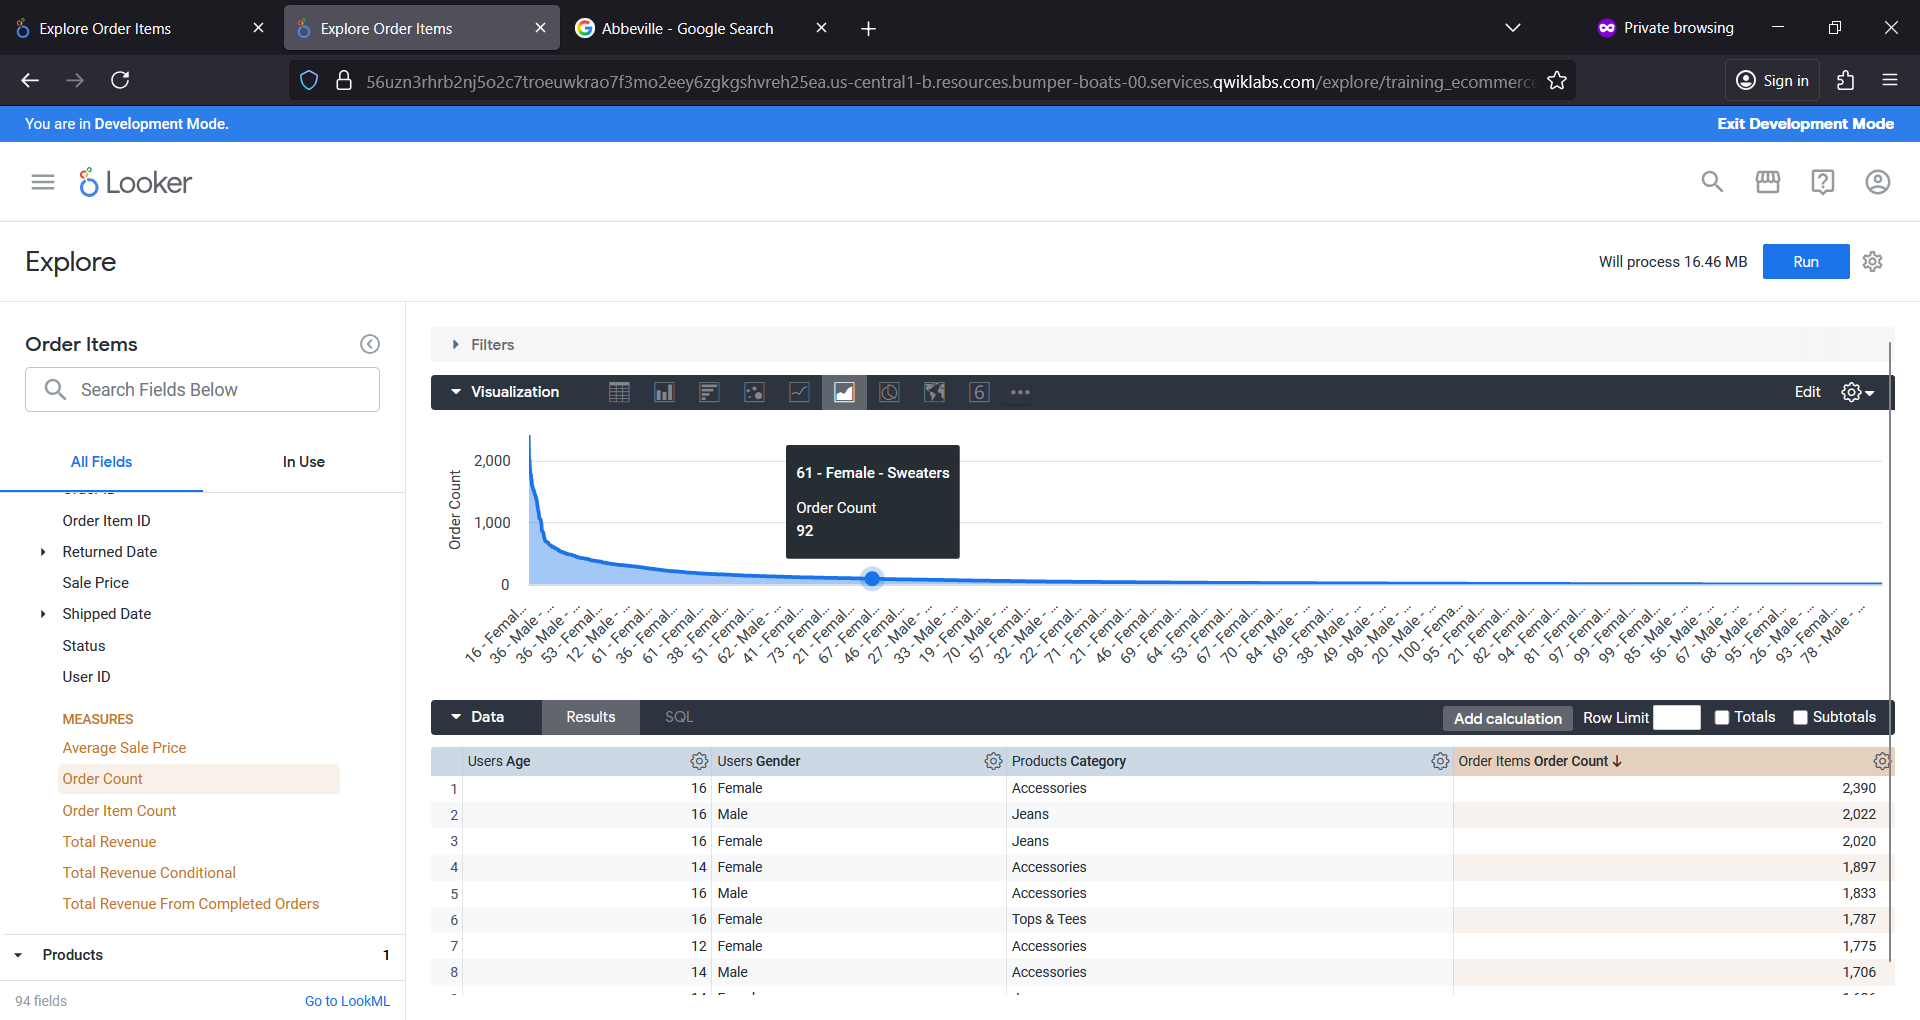 Explore Order Items
Explore Order Items
Abbeville - Google Search
Private browsing
56uzn3rhrb2nj5o2c7troeuwkrao7f3mo2eey6zgkgshvreh25ea.us-central1-b.resources.bumper-boats-00.services.qwiklabs.com/explore/training_ecommerce
Sign in
You are in Development Mode.
Exit Development Mode
Looker
Explore
Will process 16.46 MB
Run
Order Items
Search Fields Below
All Fields
In Use
Order Item ID
Returned Date
Sale Price
Shipped Date
Status
User ID
MEASURES
Average Sale Price
Order Count
Order Item Count
Total Revenue
Total Revenue Conditional
Total Revenue From Completed Orders
Products 1
94 fields
Go to LookML
Filters
Visualization
6
Edit
Order Count
2,000
1,000
0
61 - Female - Sweaters
Order Count
92
16 - Femal...
36 - Male - ...
36 - Male - ...
53 - Femal...
12 - Male - ...
61 - Femal...
36 - Femal...
61 - Femal...
38 - Femal...
51 - Femal...
62 - Male - ...
41 - Femal...
73 - Femal...
21 - Femal...
67 - Femal...
46 - Femal...
27 - Male - ...
33 - Male - ...
19 - Femal...
70 - Male - ...
57 - Femal...
32 - Male - ...
22 - Femal...
71 - Femal...
21 - Femal...
46 - Femal...
69 - Femal...
64 - Femal...
53 - Femal...
67 - Femal...
70 - Femal...
84 - Male - ...
69 - Femal...
38 - Male - ...
49 - Male - ...
98 - Male - ...
20 - Male - ...
100 - Fema...
95 - Femal...
21 - Femal...
82 - Femal...
94 - Femal...
81 - Femal...
97 - Femal...
99 - Femal...
99 - Femal...
85 - Male - ...
56 - Male - ...
67 - Male - ...
68 - Male - ...
95 - Femal...
26 - Male - ...
93 - Femal...
78 - Male - ...
Data
Results
SQL
Add calculation
Row Limit
Totals
Subtotals
Users Age Users Gender Products Category Order Items Order Count
1 16 Female Accessories 2,390
2 16 Male Jeans 2,022
3 16 Female Jeans 2,020
4 14 Female Accessories 1,897
5 16 Male Accessories 1,833
6 16 Female Tops & Tees 1,787
7 12 Female Accessories 1,775
8 14 Male Accessories 1,706